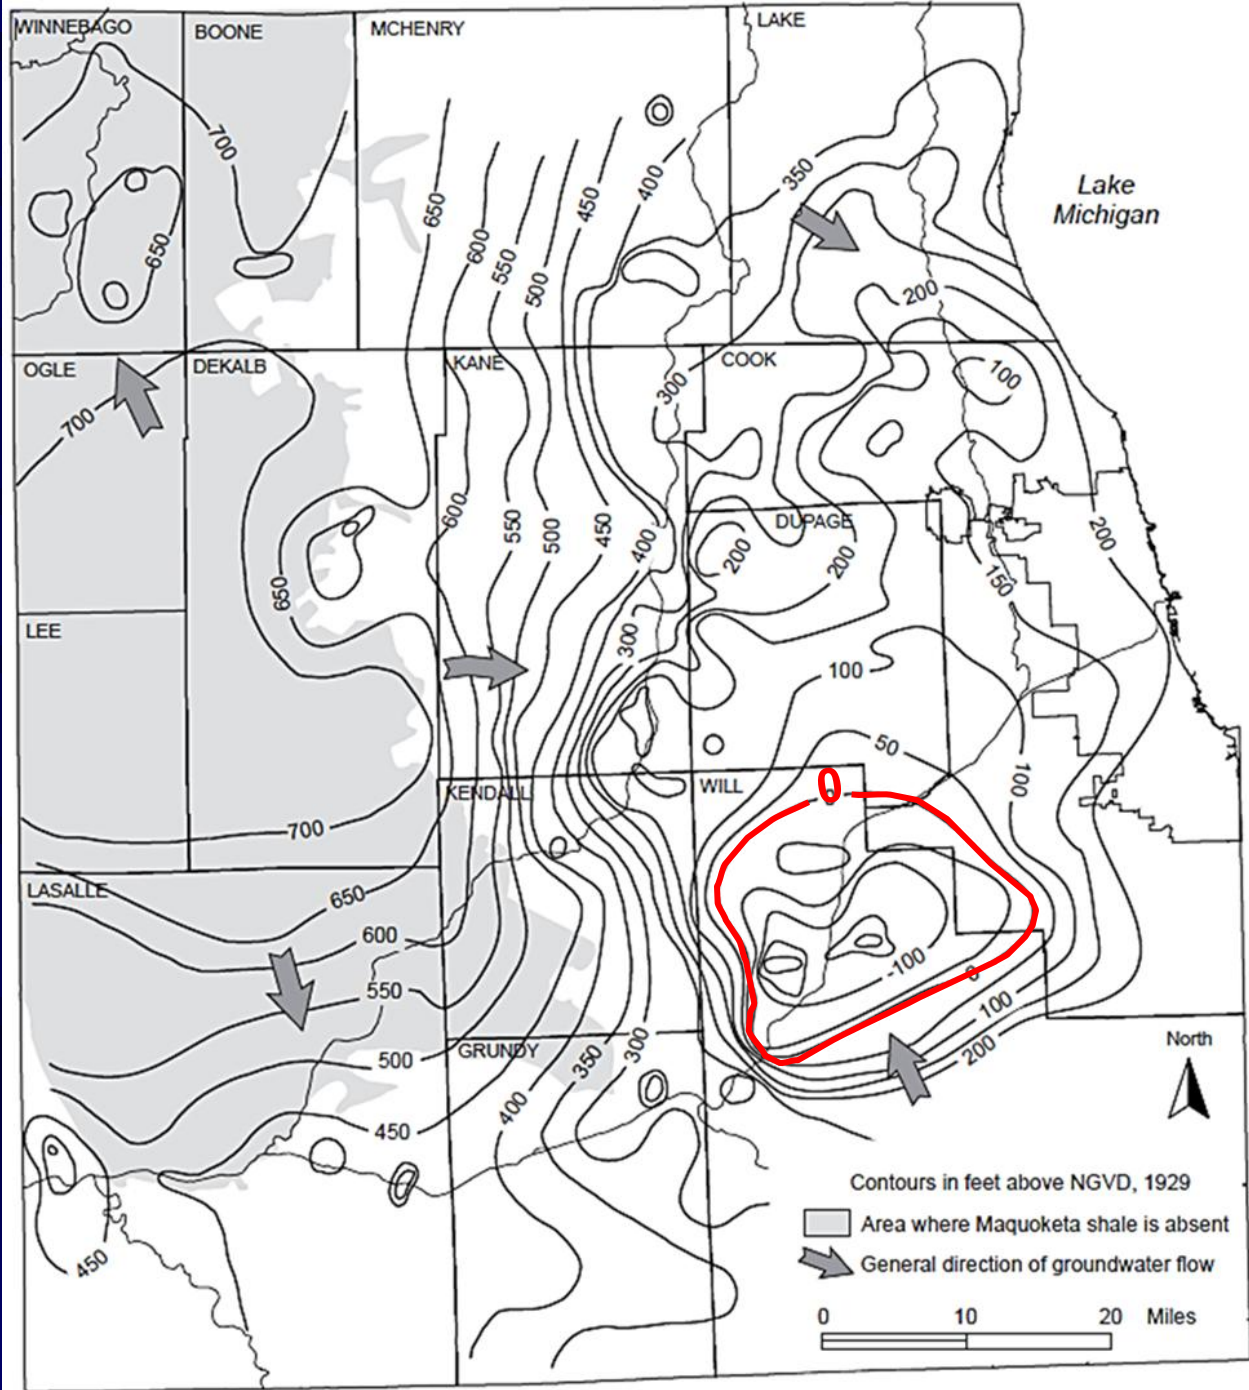 WINNEBAGO
BOONE
MCHENRY
LAKE
700
650
650
600
550
500
450
400
350
Lake
Michigan
200
OGLE
DEKALB
KANE
COOK
700
300
100
600
550
500
450
400
DUPAGE
200
200
200
150
650
LEE
300
100
50
100
KENDALL
WILL
0
0
700
LASALLE
650
600
550
-100
0
100
200
500
GRUNDY
350
300
400
450
450
North
Contours in feet above NGVD, 1929
Area where Maquoketa shale is absent
General direction of groundwater flow
0 10 20 Miles